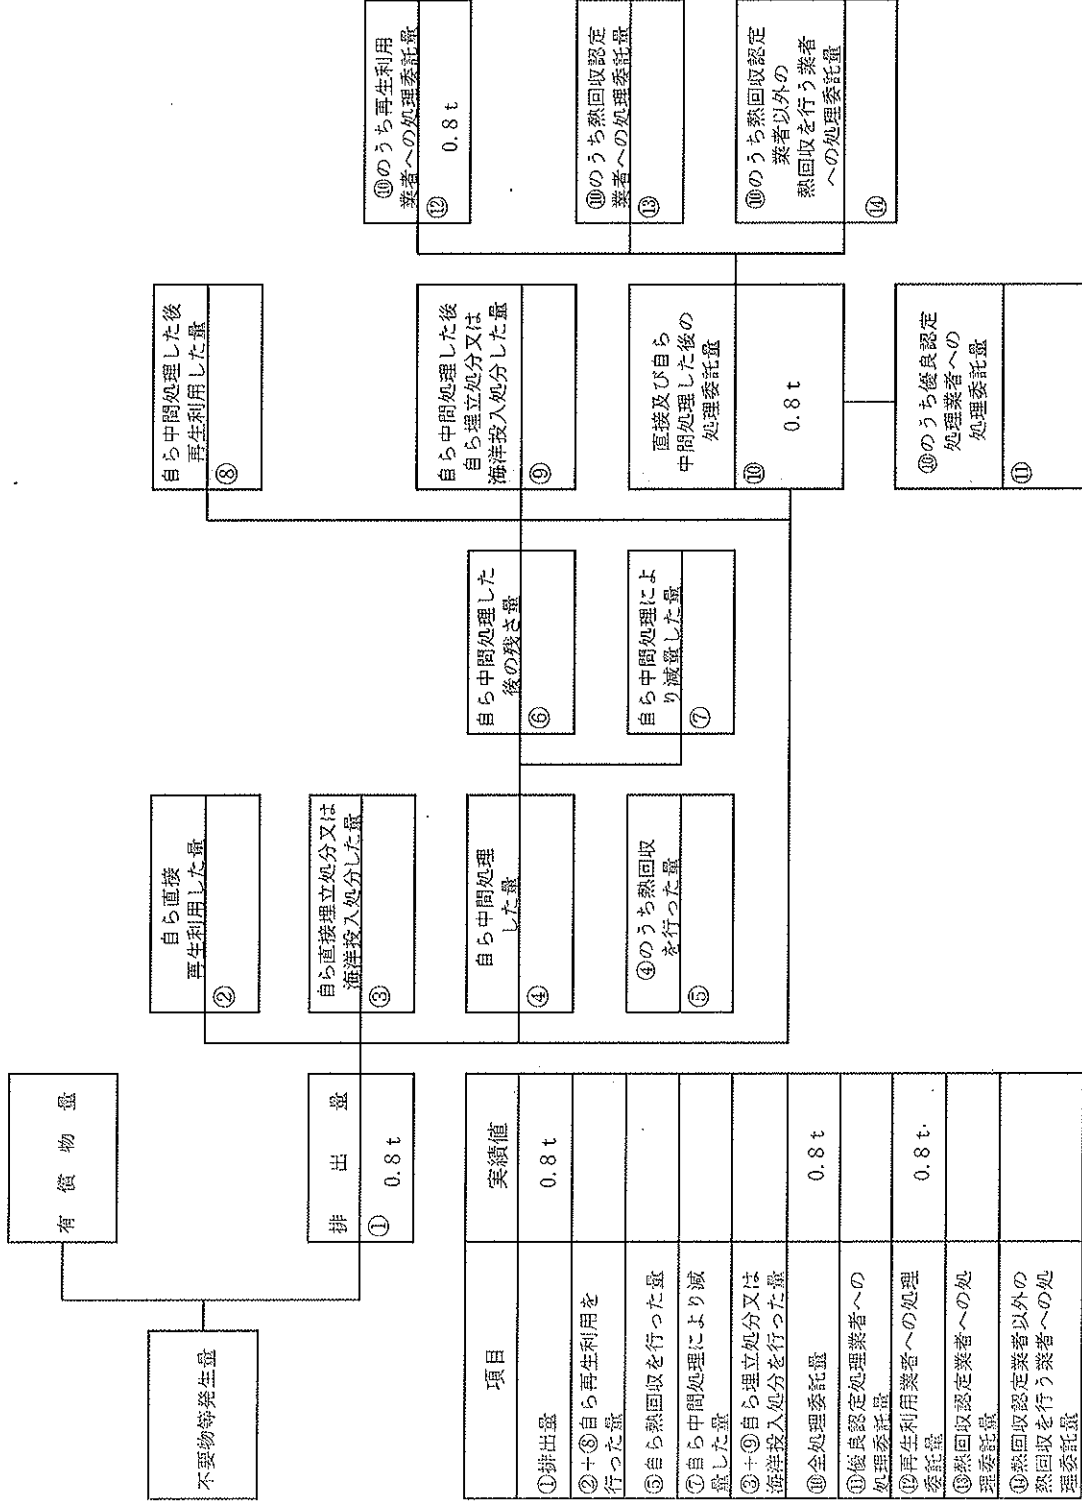 不要物等発生量
有償物量
排出量
①
0.8t
自ら直接
再生利用した量
②
自ら直接埋立処分又は
海洋投入処分した量
③
自ら中間処理
した量
④
④のうち熱回収
を行った量
⑤
自ら中間処理した
後の残さ量
⑥
自ら中間処理によ
り減量した量
⑦
自ら中間処理した後
再生利用した量
⑧
自ら中間処理した後
自ら埋立処分又は
海洋投入処分した量
⑨
直接及び自ら
中間処理した後の
処理委託量
⑩
0.8t
⑩のうち優良認定
処理業者への
処理委託量
⑪
⑩のうち再生利用
業者への処理委託量
⑫
0.8t
⑩のうち熱回収認定
業者への処理委託量
⑬
⑩のうち熱回収認定
業者以外の
熱回収を行う業者
への処理委託量
⑭
項目 実績値
①排出量 0.8t
②+⑧自ら再生利用を
行った量
⑤自ら熱回収を行った量
⑦自ら中間処理により減
量した量
③+⑨自ら埋立処分又は
海洋投入処分を行った量
⑩全処理委託量 0.8t
⑪優良認定処理業者への
処理委託量
⑫再生利用業者への処理
委託量 0.8t
⑬熱回収認定業者への処
理委託量
⑭熱回収認定業者以外の
熱回収を行う業者への処
理委託量